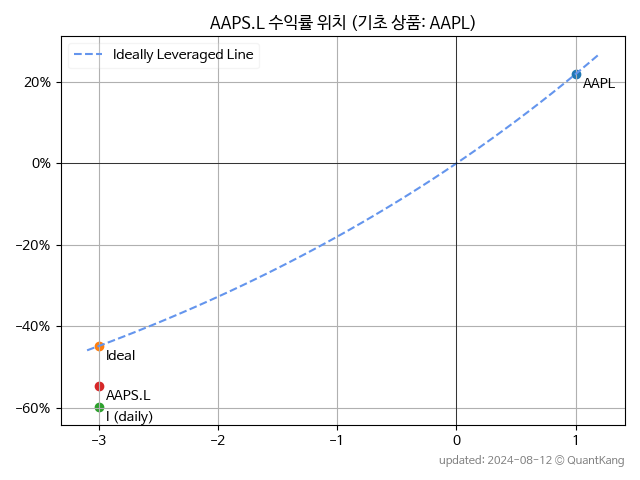 AAPS.L 수익률 위치 (기초 상품: AAPL)
Ideally Leveraged Line
20%
0%
−20%
−40%
−60%
AAPL
Ideal
AAPS.L
I (daily)
−3
−2
−1
0
1
updated: 2024-08-12 © QuantKang